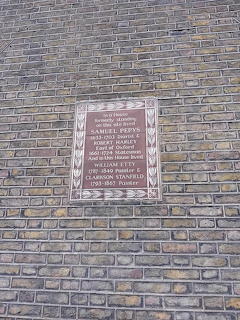 In a House
formerly standing
on this site lived
SAMUEL PEPYS
1633-1703 Diarist &
ROBERT HARLEY
Earl of Oxford
1661-1724 Statesman
And in this House lived
WILLIAM ETTY
1787-1849 Painter &
CLARKSON STANFIELD
1793-1867 Painter